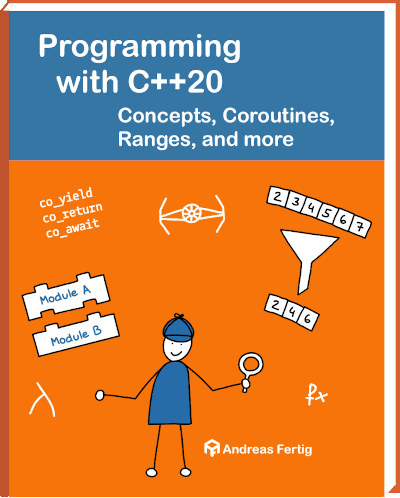 Programming
with C++20
Concepts, Coroutines,
Ranges, and more
co_yield
co_return
co_await
2 3 4 5 6 7
Module A
2 4 6
Module B
λ
fx
Andreas Fertig